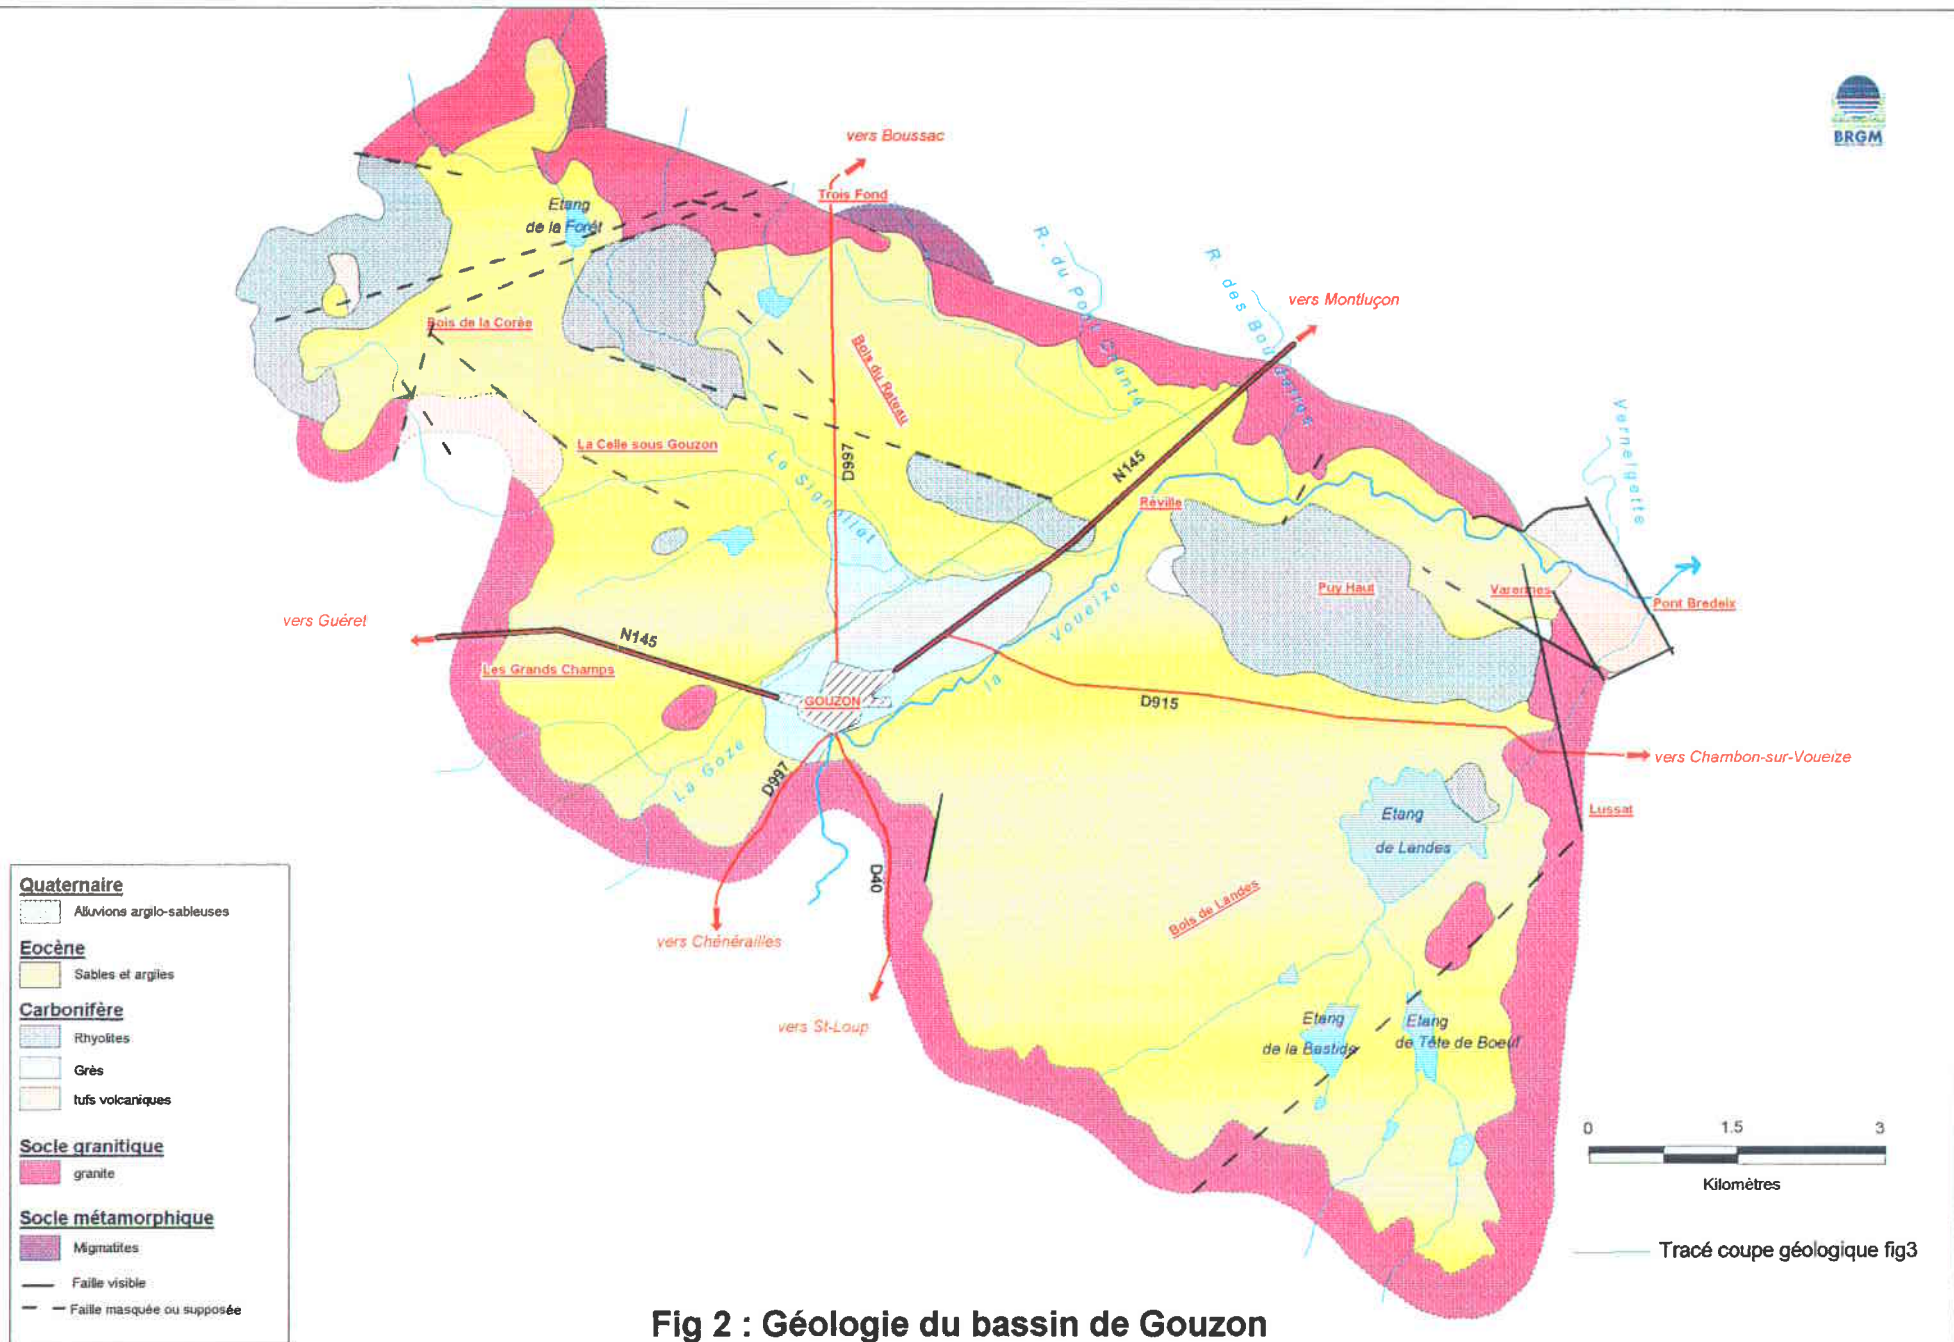 BRGM
vers Boussac
Trois Fond
Etang
de la Forêt
R. du Pont Chanté
R. des Bouderries
vers Montluçon
Bois de la Corée
Bois du Rateau
La Celle sous Gouzon
Le Signallet
D997
N145
Réville
Vernelgette
Puy Haut
Varennes
Pont Bredeix
la Voueize
vers Guéret
N145
Les Grands Champs
GOUZON
D915
vers Chambon-sur-Voueize
La Goze
D997
D40
Etang
de Landes
Lussat
Bois de Landes
vers Chénérailles
vers St-Loup
Etang
de la Bastide
Etang
de Tête de Boeuf
Quaternaire
Alluvions argilo-sableuses
Eocène
Sables et argiles
Carbonifère
Rhyolites
Grès
tufs volcaniques
Socle granitique
granite
Socle métamorphique
Migmatites
Faille visible
Faille masquée ou supposée
0 1.5 3
Kilomètres
Tracé coupe géologique fig3
Fig 2 : Géologie du bassin de Gouzon